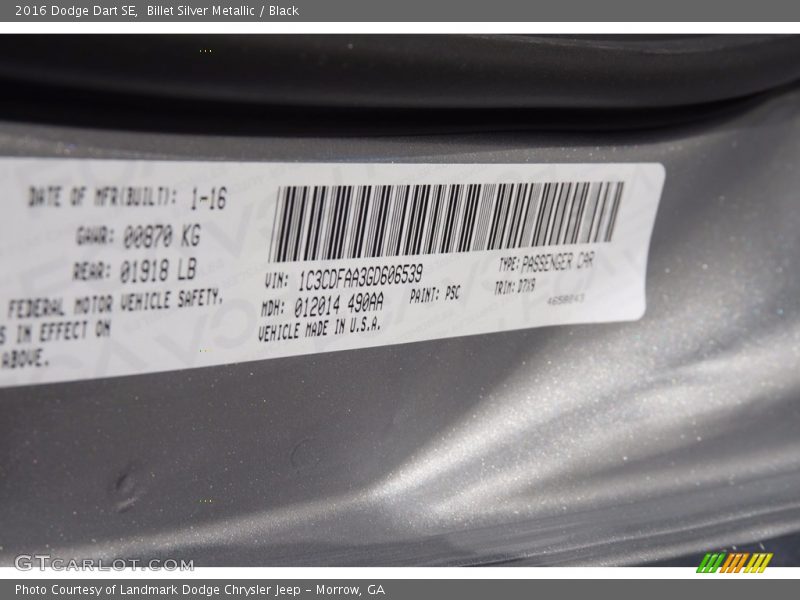 2016 Dodge Dart SE,  Billet Silver Metallic / Black
DATE OF MFR(BUILT): 1-16
GAWR: 00870 KG
REAR: 01918 LB
FEDERAL MOTOR VEHICLE SAFETY,
S IN EFFECT ON
ABOVE.
VIN: 1C3CDFAA3GD606539
TYPE: PASSENGER CAR
MDH: 012014 490AA
PAINT: PSC
TRIM: D7X9
VEHICLE MADE IN U.S.A.
GTCARLOT.COM
Photo Courtesy of Landmark Dodge Chrysler Jeep – Morrow, GA